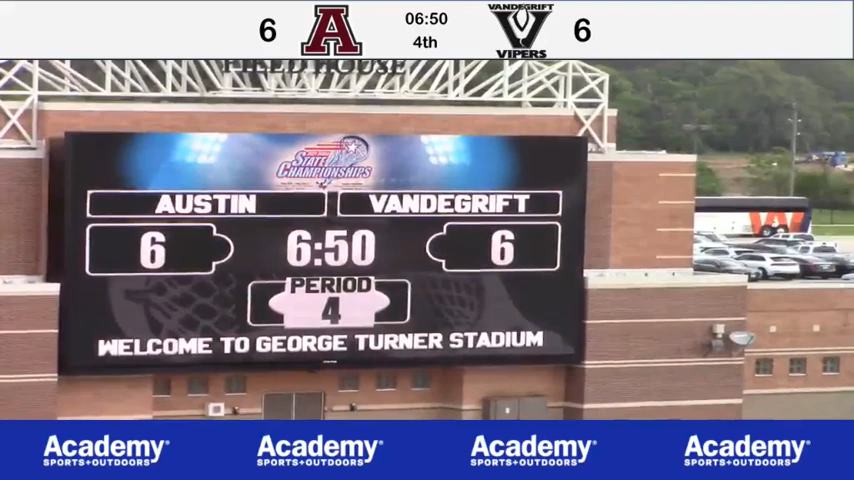 6 A 06:50 4th VANDEGRIFT V VIPERS 6
FIELD HOUSE
STATE CHAMPIONSHIPS
AUSTIN VANDEGRIFT
6 6:50 6
PERIOD
4
WELCOME TO GEORGE TURNER STADIUM
Academy® Academy® Academy® Academy®
SPORTS+OUTDOORS SPORTS+OUTDOORS SPORTS+OUTDOORS SPORTS+OUTDOORS